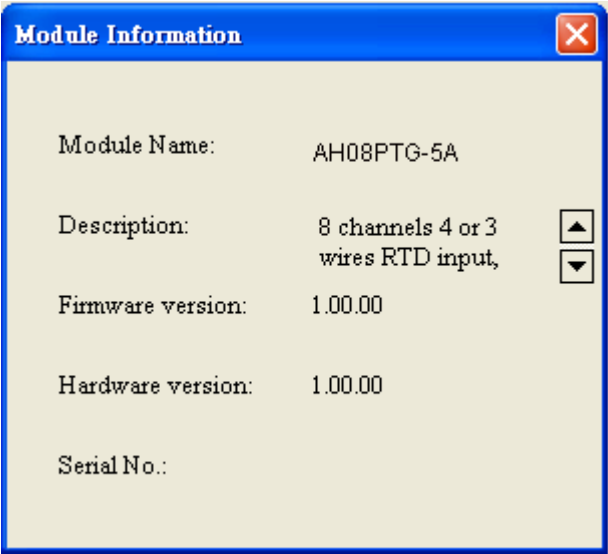 Module Information
Module Name: AH08PTG-5A
Description: 8 channels 4 or 3
wires RTD input,
Firmware version: 1.00.00
Hardware version: 1.00.00
Serial No.: